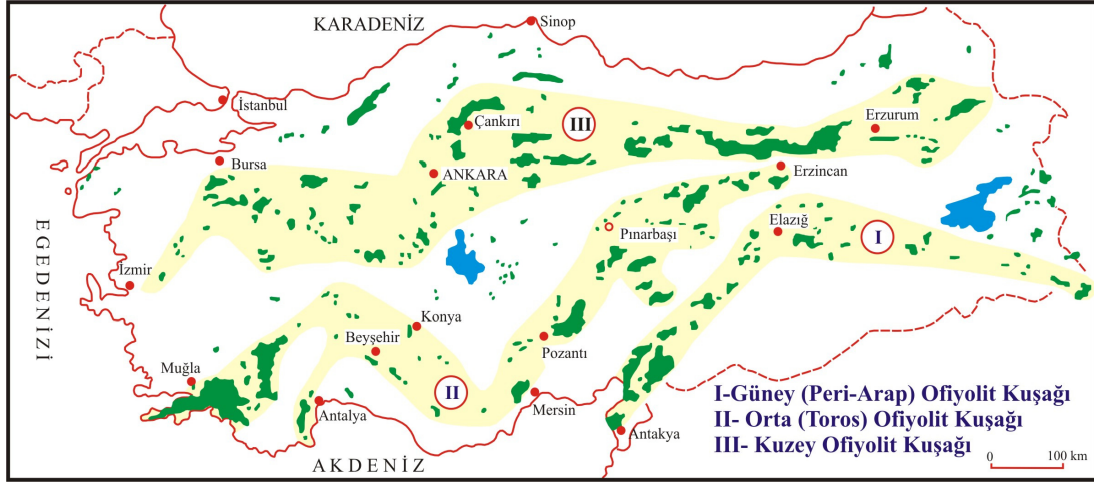 KARADENİZ
Sinop
İstanbul
Çankırı
III
Erzurum
Bursa
ANKARA
Erzincan
EGEDENİZİ
Pınarbaşı
Elazığ
I
İzmir
Konya
Beyşehir
Pozantı
Muğla
II
Antalya
Mersin
Antakya
AKDENİZ
I-Güney (Peri-Arap) Ofiyolit Kuşağı
II- Orta (Toros) Ofiyolit Kuşağı
III- Kuzey Ofiyolit Kuşağı
0 100 km